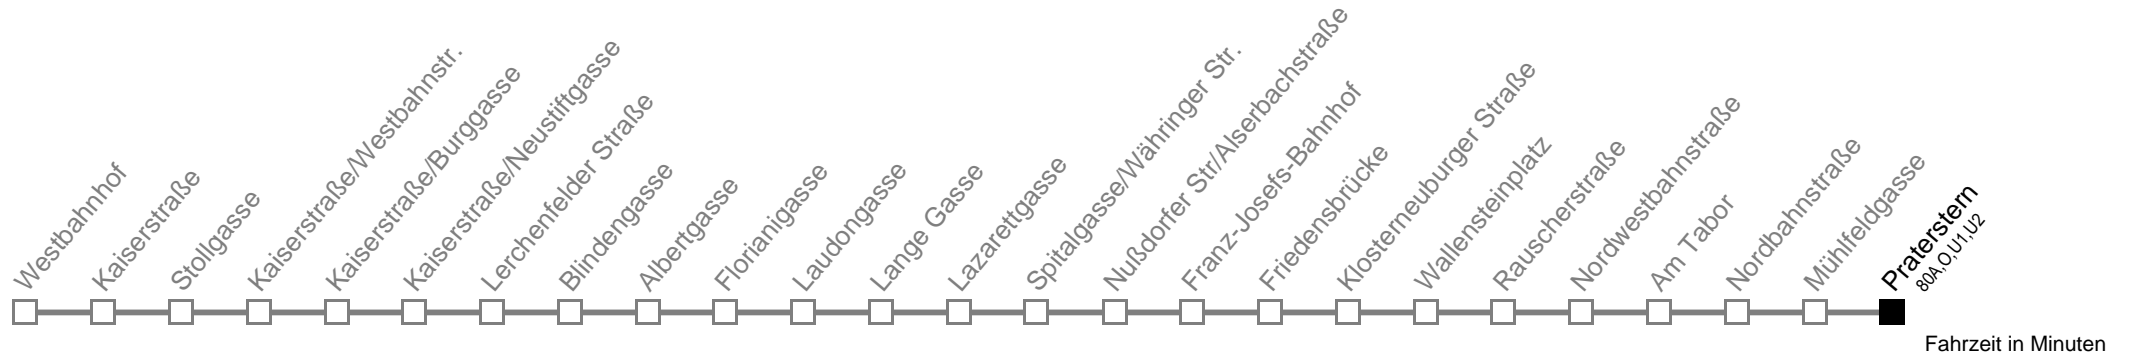 Westbahnhof
Kaiserstraße
Stollgasse
Kaiserstraße/Westbahnstr.
Kaiserstraße/Burggasse
Kaiserstraße/Neustiftgasse
Lerchenfelder Straße
Blindengasse
Albertgasse
Florianigasse
Laudongasse
Lange Gasse
Lazarettgasse
Spitalgasse/Währinger Str.
Nußdorfer Str/Alserbachstraße
Franz-Josefs-Bahnhof
Friedensbrücke
Klosterneuburger Straße
Wallensteinplatz
Rauscherstraße
Nordwestbahnstraße
Am Tabor
Nordbahnstraße
Mühlfeldgasse
Praterstern
80A,O,U1,U2
Fahrzeit in Minuten